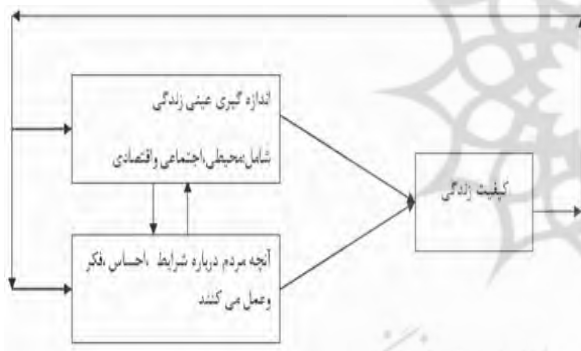 اندازه گیری عینی زندگی
شامل:محیطی،اجتماعی واقتصادی
کیفیت زندگی
آنچه مردم درباره شرایط ،احساس ،فکر
وعمل می کنند